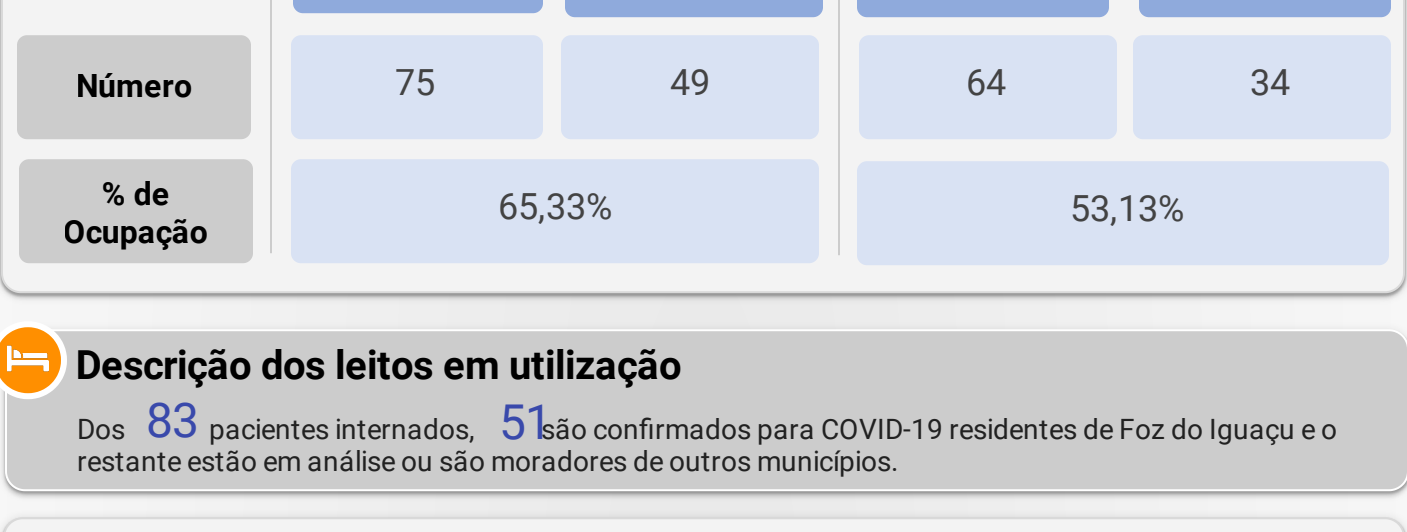 Número 75 49 64 34
% de
Ocupação 65,33% 53,13%
Descrição dos leitos em utilização
Dos 83 pacientes internados, 51são confirmados para COVID-19 residentes de Foz do Iguaçu e o
restante estão em análise ou são moradores de outros municípios.